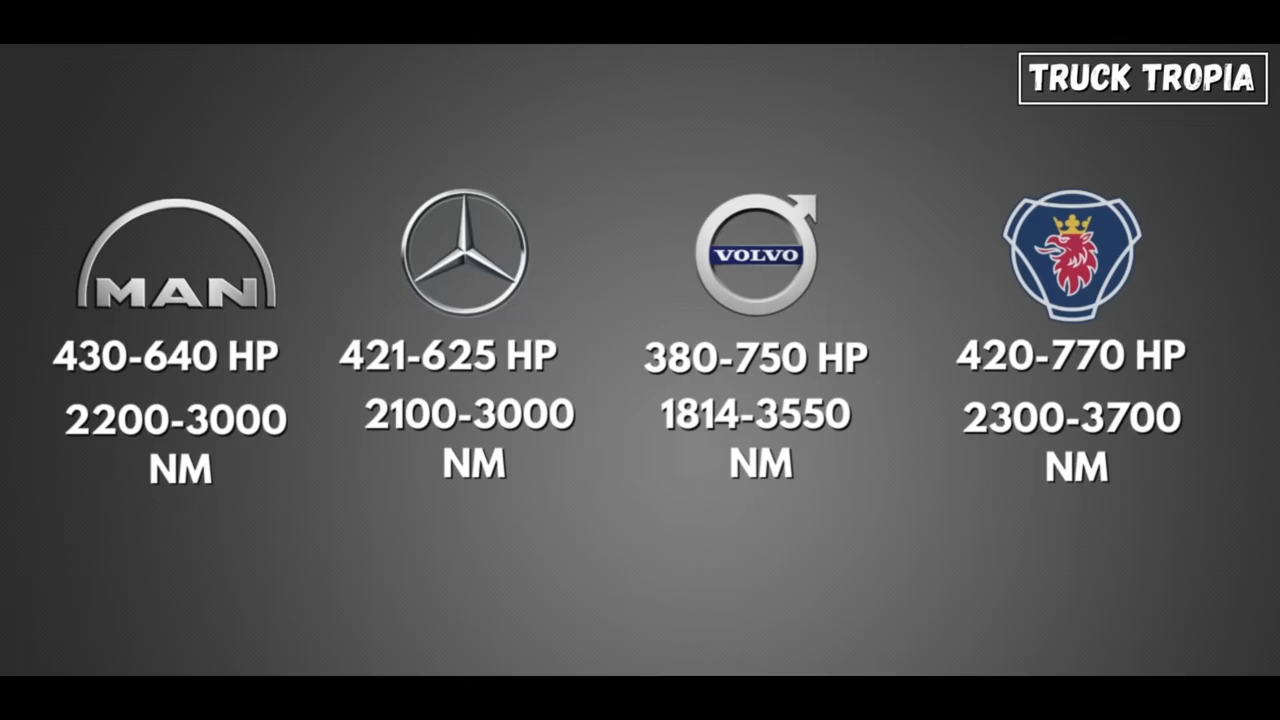 TRUCK TROPIA
MAN
VOLVO
430-640 HP
421-625 HP
380-750 HP
420-770 HP
2200-3000
NM
2100-3000
NM
1814-3550
NM
2300-3700
NM